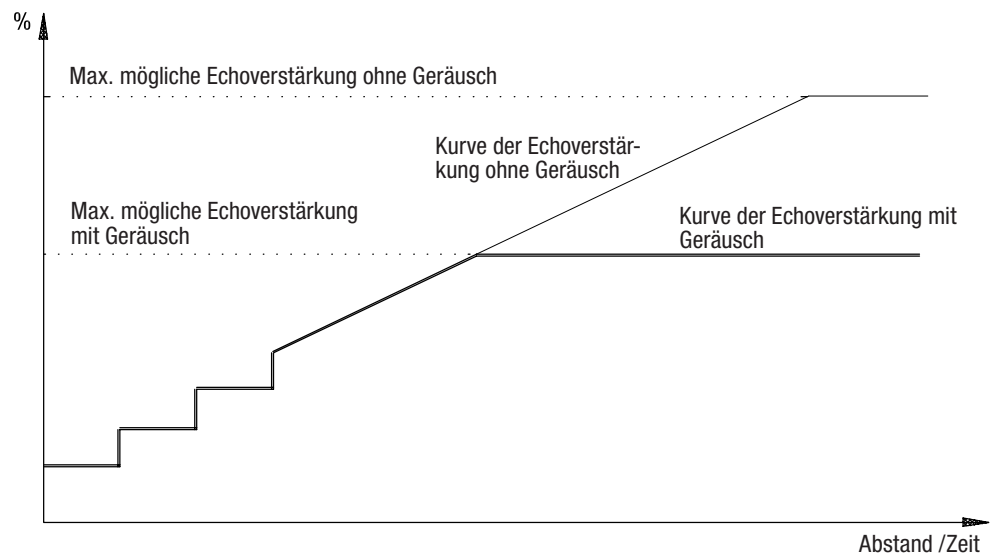 %
Max. mögliche Echoverstärkung ohne Geräusch
Kurve der Echoverstär-
kung ohne Geräusch
Max. mögliche Echoverstärkung
mit Geräusch
Kurve der Echoverstärkung mit
Geräusch
Abstand /Zeit